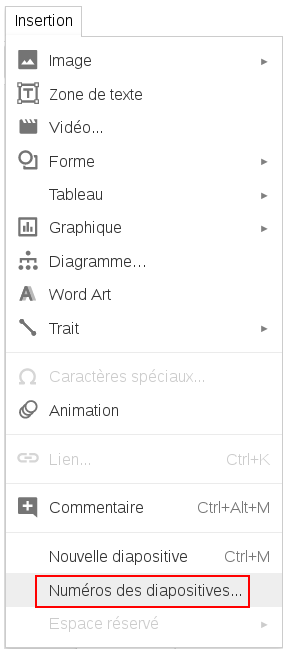 Insertion
Image
Zone de texte
Vidéo...
Forme
Tableau
Graphique
Diagramme...
Word Art
Trait
Caractères spéciaux...
Animation
Lien... Ctrl+K
Commentaire Ctrl+Alt+M
Nouvelle diapositive Ctrl+M
Numéros des diapositives...
Espace réservé